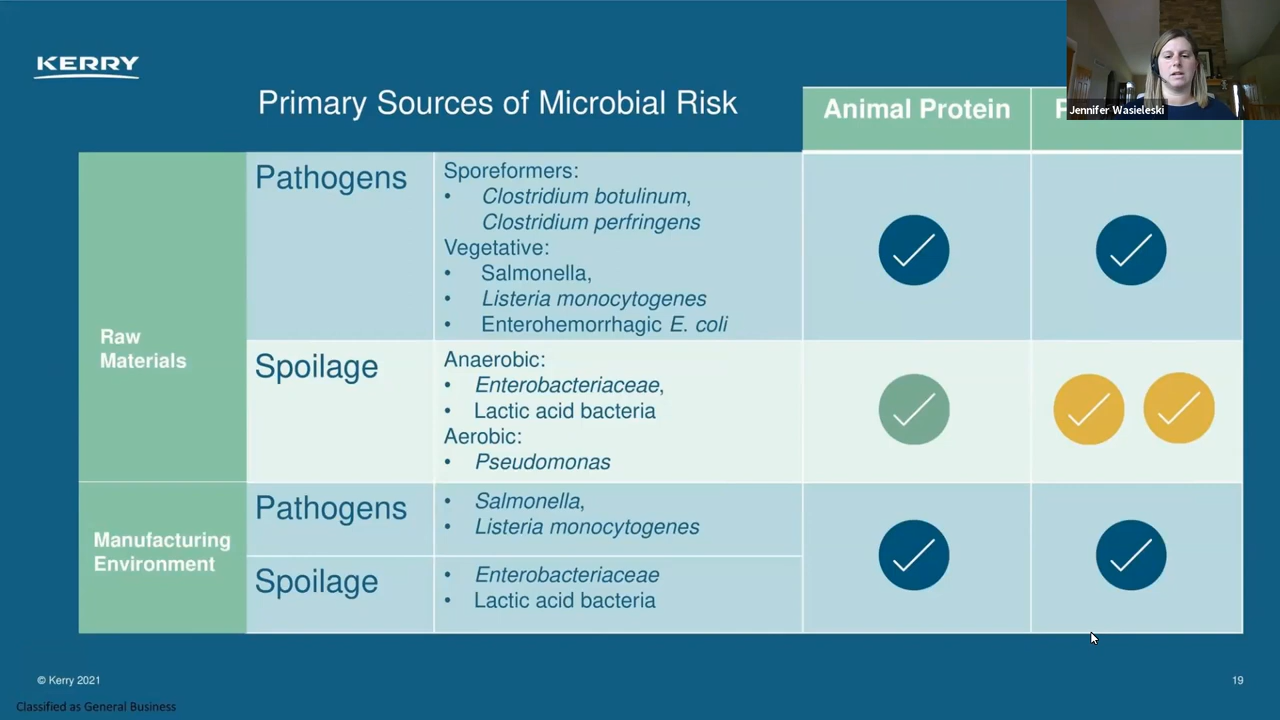 KERRY
Jennifer Wasieleski
Primary Sources of Microbial Risk
Animal Protein
Raw
Materials
Pathogens
Sporeformers:
• Clostridium botulinum,
Clostridium perfringens
Vegetative:
• Salmonella,
• Listeria monocytogenes
• Enterohemorrhagic E. coli
Spoilage
Anaerobic:
• Enterobacteriaceae,
• Lactic acid bacteria
Aerobic:
• Pseudomonas
Manufacturing
Environment
Pathogens
• Salmonella,
• Listeria monocytogenes
Spoilage
• Enterobacteriaceae
• Lactic acid bacteria
© Kerry 2021
19
Classified as General Business